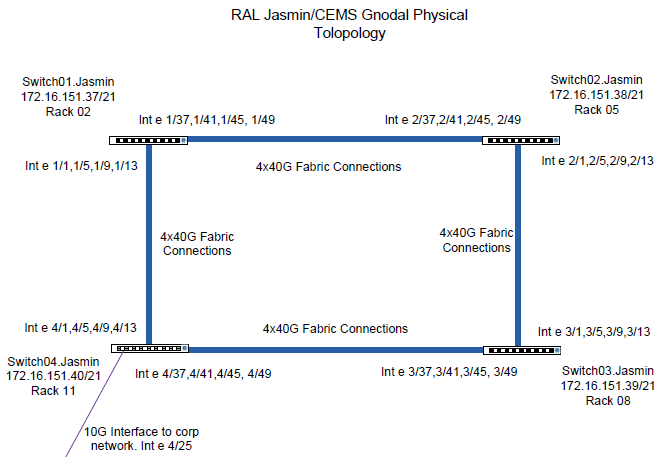 RAL Jasmin/CEMS Gnodal Physical
Tolopology
Switch01.Jasmin
172.16.151.37/21
Rack 02
Switch02.Jasmin
172.16.151.38/21
Rack 05
Int e 1/37,1/41,1/45, 1/49
Int e 2/37,2/41,2/45, 2/49
Int e 1/1,1/5,1/9,1/13
4x40G Fabric Connections
Int e 2/1,2/5,2/9,2/13
4x40G Fabric
Connections
4x40G Fabric
Connections
Int e 4/1,4/5,4/9,4/13
4x40G Fabric Connections
Int e 3/1,3/5,3/9,3/13
Switch04.Jasmin
172.16.151.40/21
Rack 11
Int e 4/37,4/41,4/45, 4/49
Int e 3/37,3/41,3/45, 3/49
Switch03.Jasmin
172.16.151.39/21
Rack 08
10G Interface to corp
network. Int e 4/25